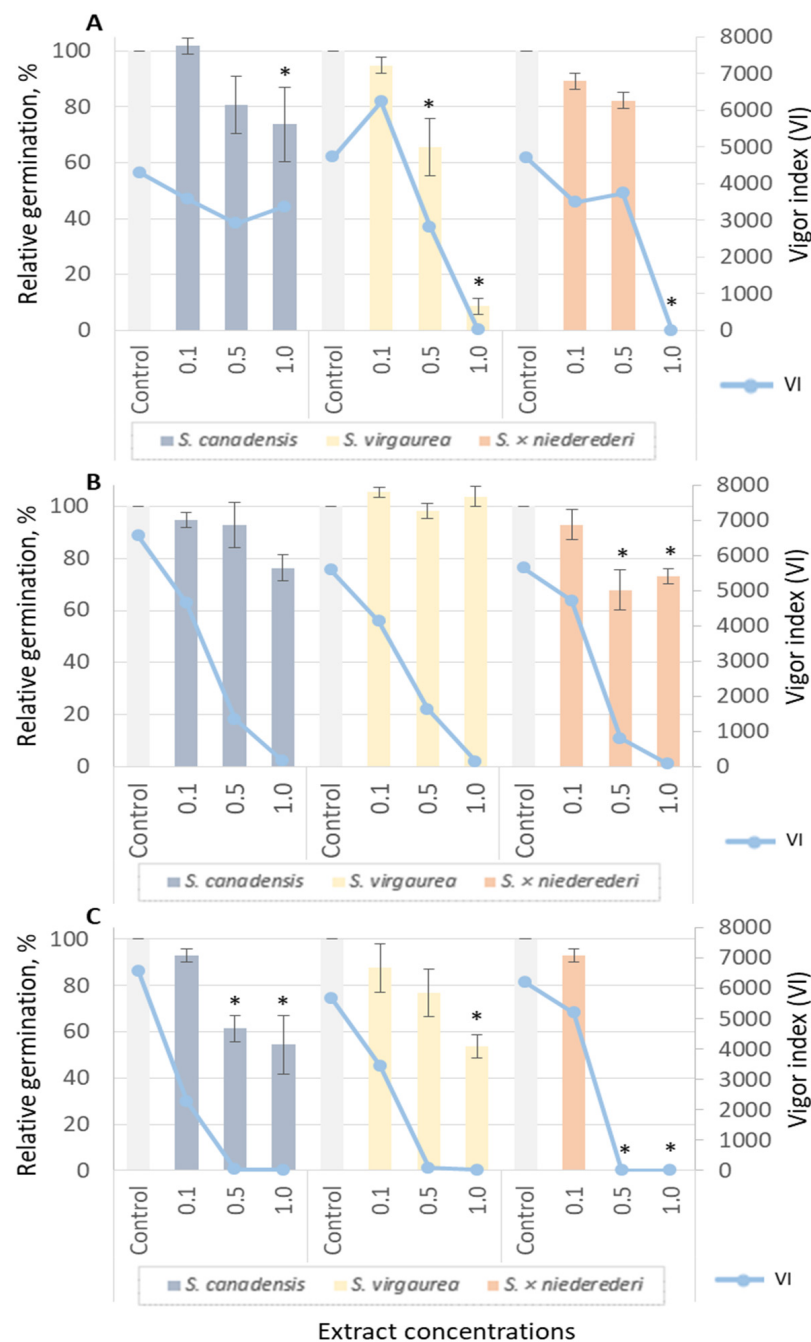 A
Relative germination, %
100
80
60
40
20
0
8000
7000
6000
5000
4000
3000
2000
1000
0
Vigor index (VI)
*
*
*
*
Control 0.1 0.5 1.0 Control 0.1 0.5 1.0 Control 0.1 0.5 1.0
VI
S. canadensis S. virgaurea S. × niederederi
B
Relative germination, %
100
80
60
40
20
0
8000
7000
6000
5000
4000
3000
2000
1000
0
Vigor index (VI)
* *
Control 0.1 0.5 1.0 Control 0.1 0.5 1.0 Control 0.1 0.5 1.0
VI
S. canadensis S. virgaurea S. × niederederi
C
Relative germination, %
100
80
60
40
20
0
8000
7000
6000
5000
4000
3000
2000
1000
0
Vigor index (VI)
* *
*
* *
Control 0.1 0.5 1.0 Control 0.1 0.5 1.0 Control 0.1 0.5 1.0
S. canadensis S. virgaurea S. × niederederi
VI
Extract concentrations